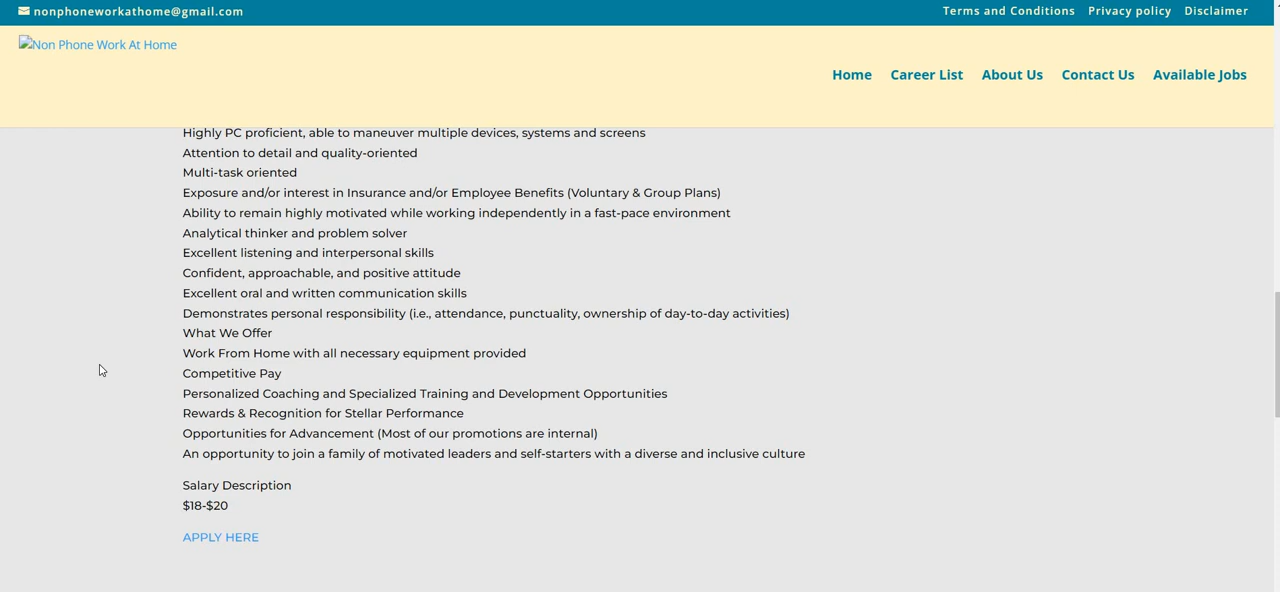 nonphoneworkathome@gmail.com
Terms and Conditions Privacy policy Disclaimer
Non Phone Work At Home
Home Career List About Us Contact Us Available Jobs
Highly PC proficient, able to maneuver multiple devices, systems and screens
Attention to detail and quality-oriented
Multi-task oriented
Exposure and/or interest in Insurance and/or Employee Benefits (Voluntary & Group Plans)
Ability to remain highly motivated while working independently in a fast-pace environment
Analytical thinker and problem solver
Excellent listening and interpersonal skills
Confident, approachable, and positive attitude
Excellent oral and written communication skills
Demonstrates personal responsibility (i.e., attendance, punctuality, ownership of day-to-day activities)
What We Offer
Work From Home with all necessary equipment provided
Competitive Pay
Personalized Coaching and Specialized Training and Development Opportunities
Rewards & Recognition for Stellar Performance
Opportunities for Advancement (Most of our promotions are internal)
An opportunity to join a family of motivated leaders and self-starters with a diverse and inclusive culture
Salary Description
$18-$20
APPLY HERE